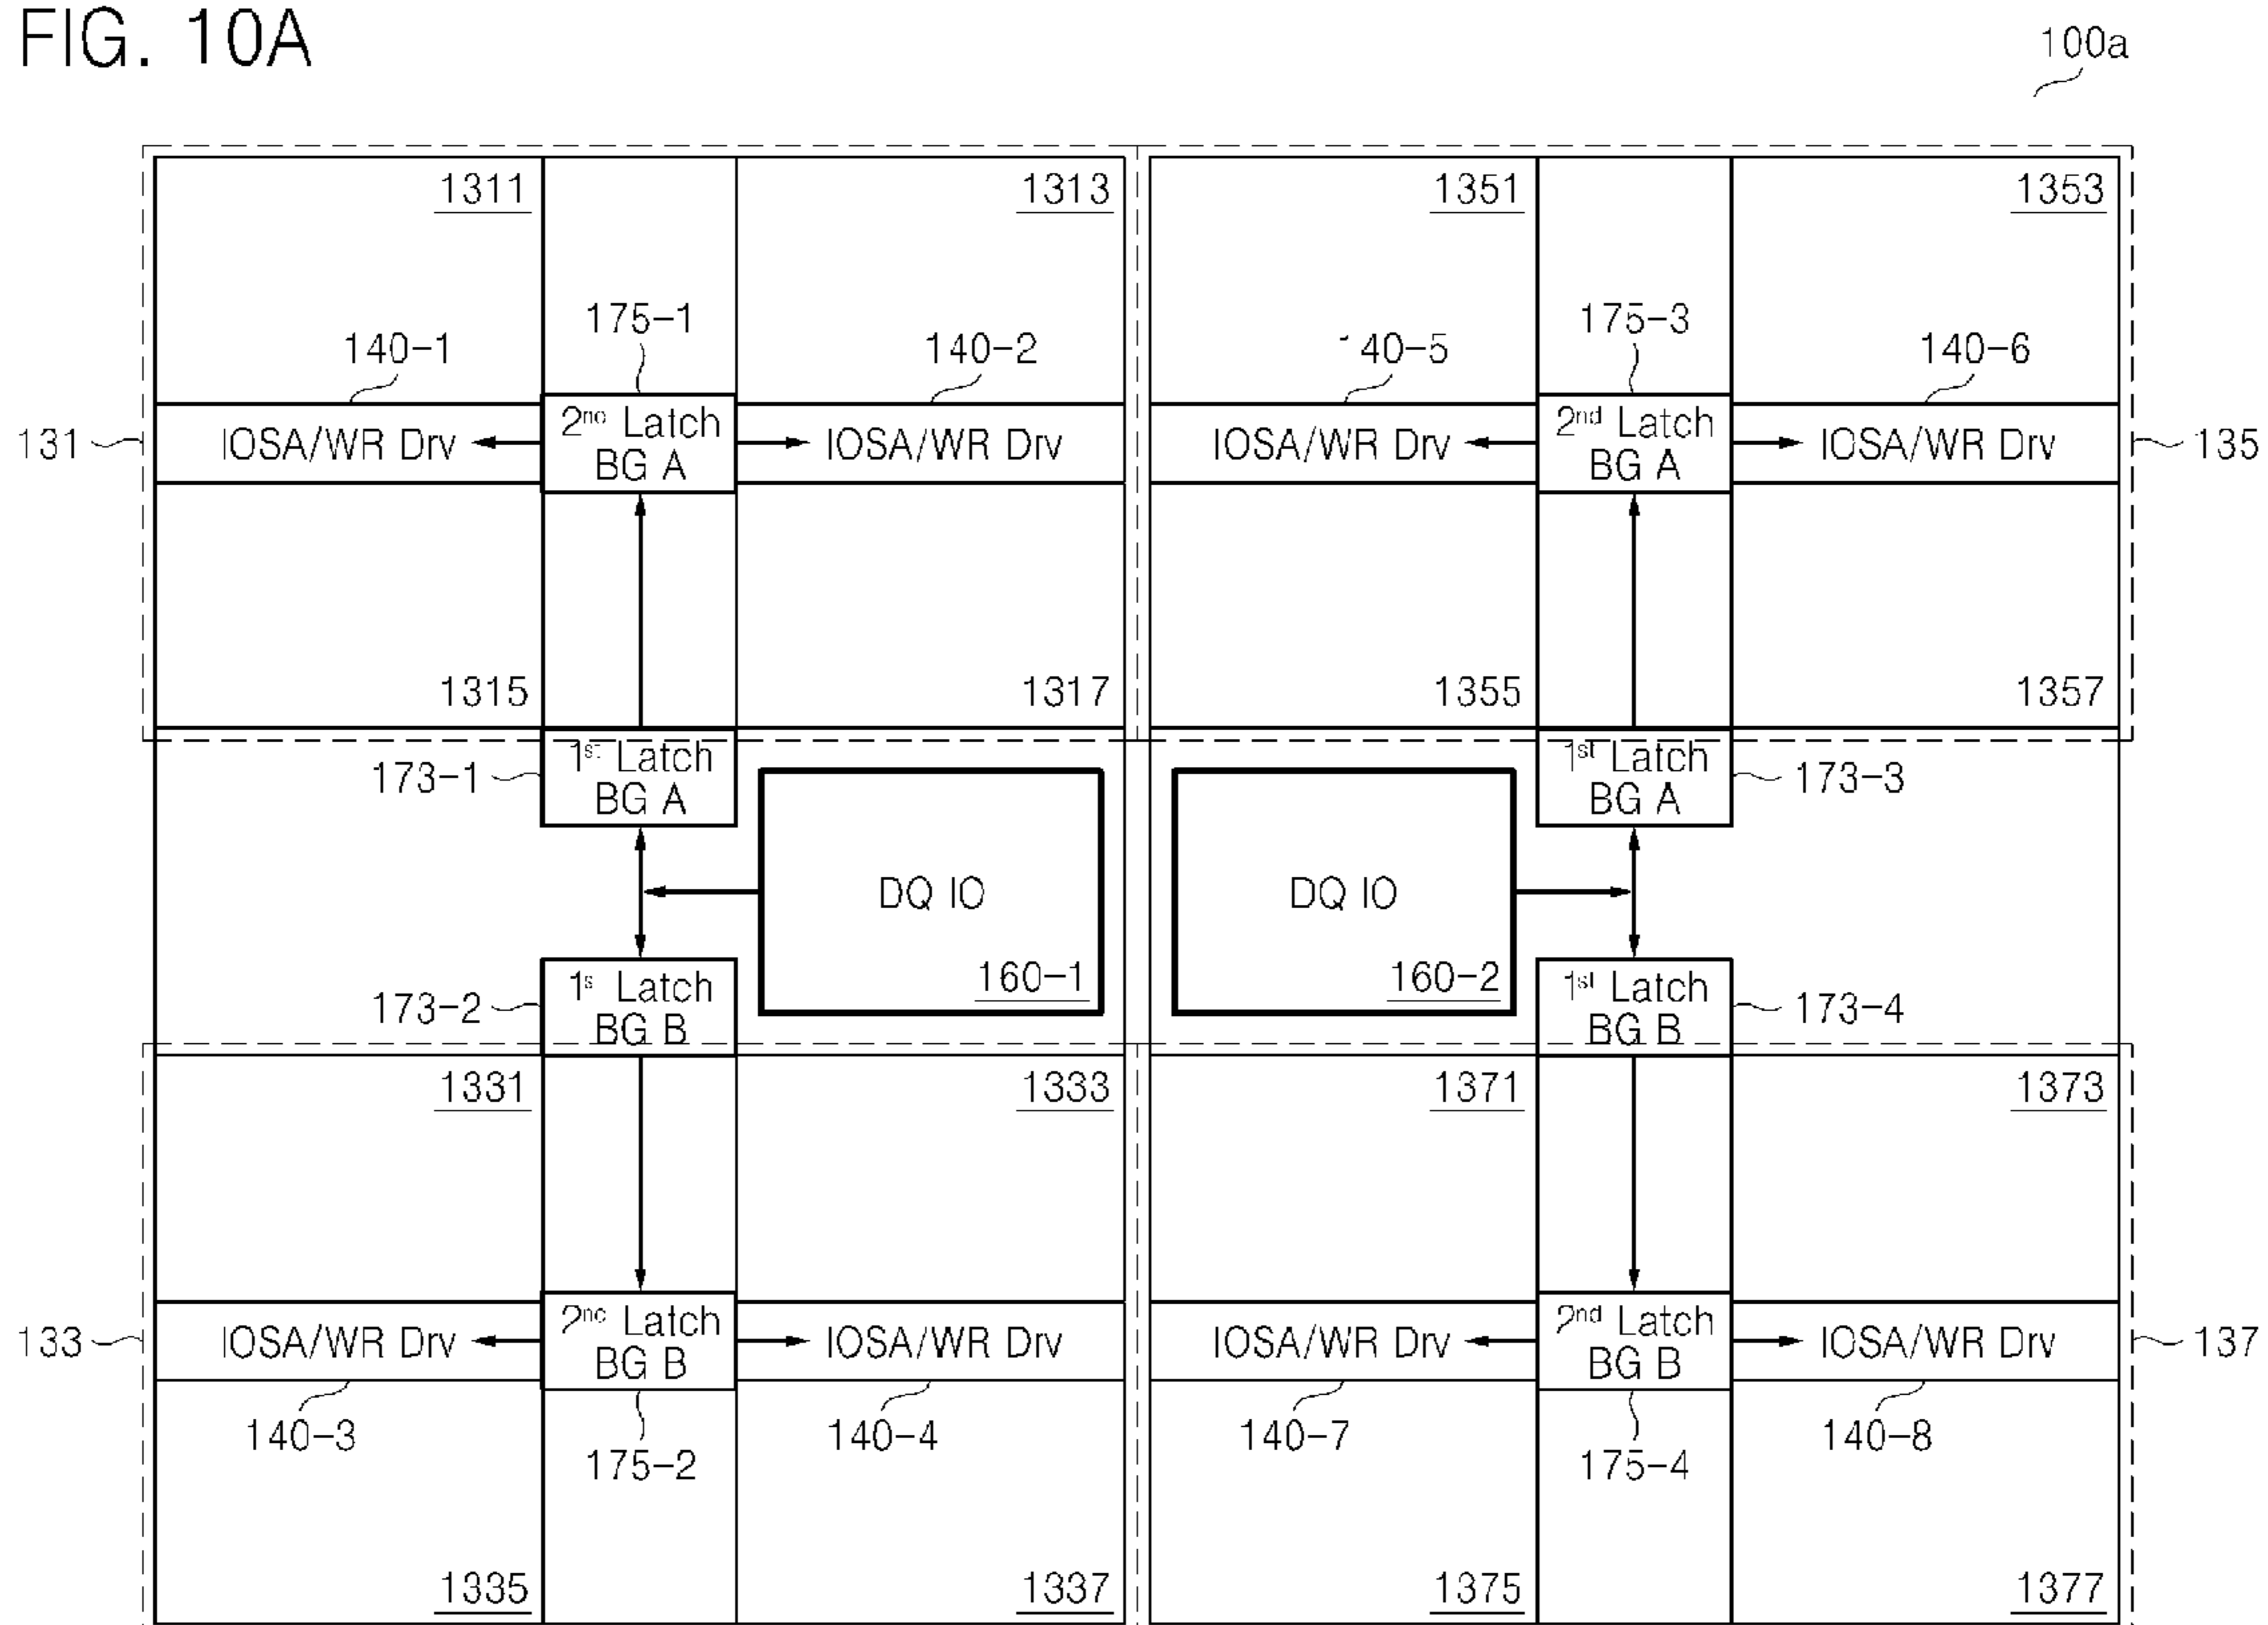 FIG. 10A
100a
1311 1313 1351 1353
175-1 175-3
140-1 140-2 140-5 140-6
131 IOSA/WR Drv 2nd Latch BG A IOSA/WR Drv IOSA/WR Drv 2nd Latch BG A IOSA/WR Drv 135
1315 1317 1355 1357
173-1 1st Latch BG A 1st Latch BG A 173-3
DQ IO DQ IO
160-1 160-2
173-2 1s Latch BG B 1st Latch BG B 173-4
1331 1333 1371 1373
133 IOSA/WR Drv 2nd Latch BG B IOSA/WR Drv IOSA/WR Drv 2nd Latch BG B IOSA/WR Drv 137
140-3 140-4 140-7 140-8
175-2 175-4
1335 1337 1375 1377